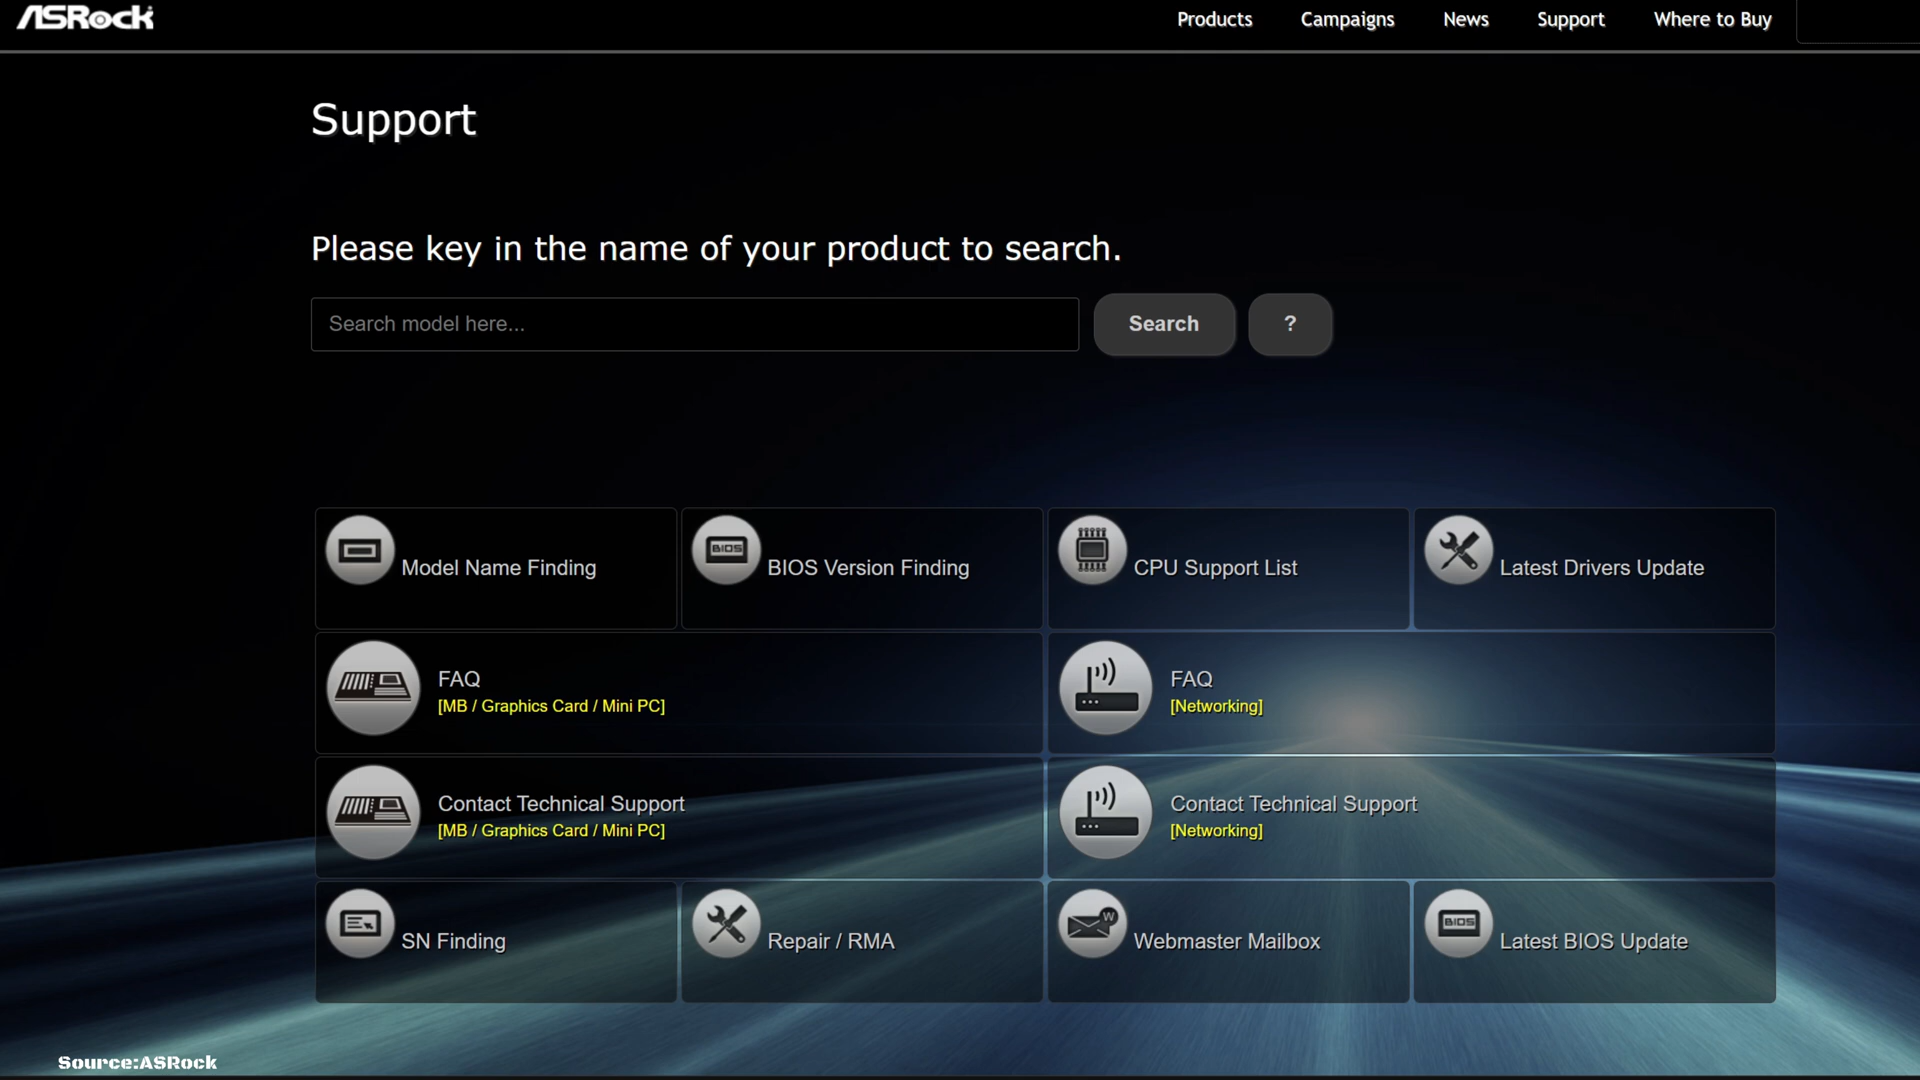 ASRock
Products Campaigns News Support Where to Buy
Support
Please key in the name of your product to search.
Search model here... Search ?
Model Name Finding
BIOS
BIOS Version Finding
CPU Support List
Latest Drivers Update
FAQ
[MB / Graphics Card / Mini PC]
FAQ
[Networking]
Contact Technical Support
[MB / Graphics Card / Mini PC]
Contact Technical Support
[Networking]
SN Finding
Repair / RMA
W
Webmaster Mailbox
BIOS
Latest BIOS Update
Source:ASRock